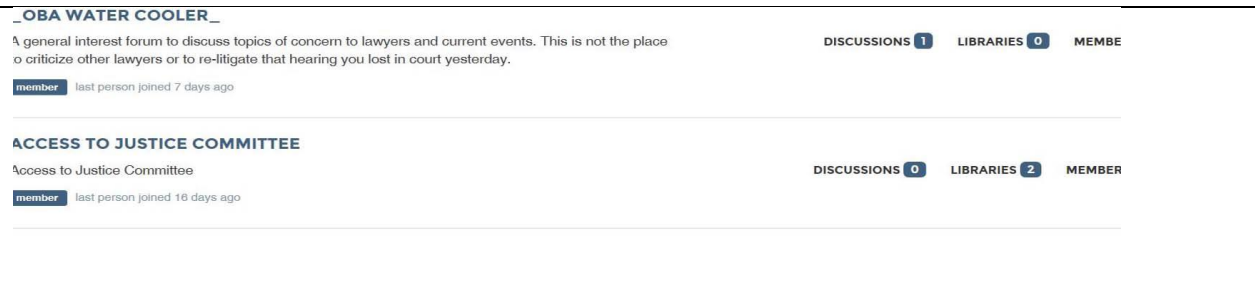 _OBA WATER COOLER_
A general interest forum to discuss topics of concern to lawyers and current events. This is not the place
to criticize other lawyers or to re-litigate that hearing you lost in court yesterday.
DISCUSSIONS 1 LIBRARIES 0 MEMBE
member last person joined 7 days ago
ACCESS TO JUSTICE COMMITTEE
Access to Justice Committee
DISCUSSIONS 0 LIBRARIES 2 MEMBER
member last person joined 16 days ago